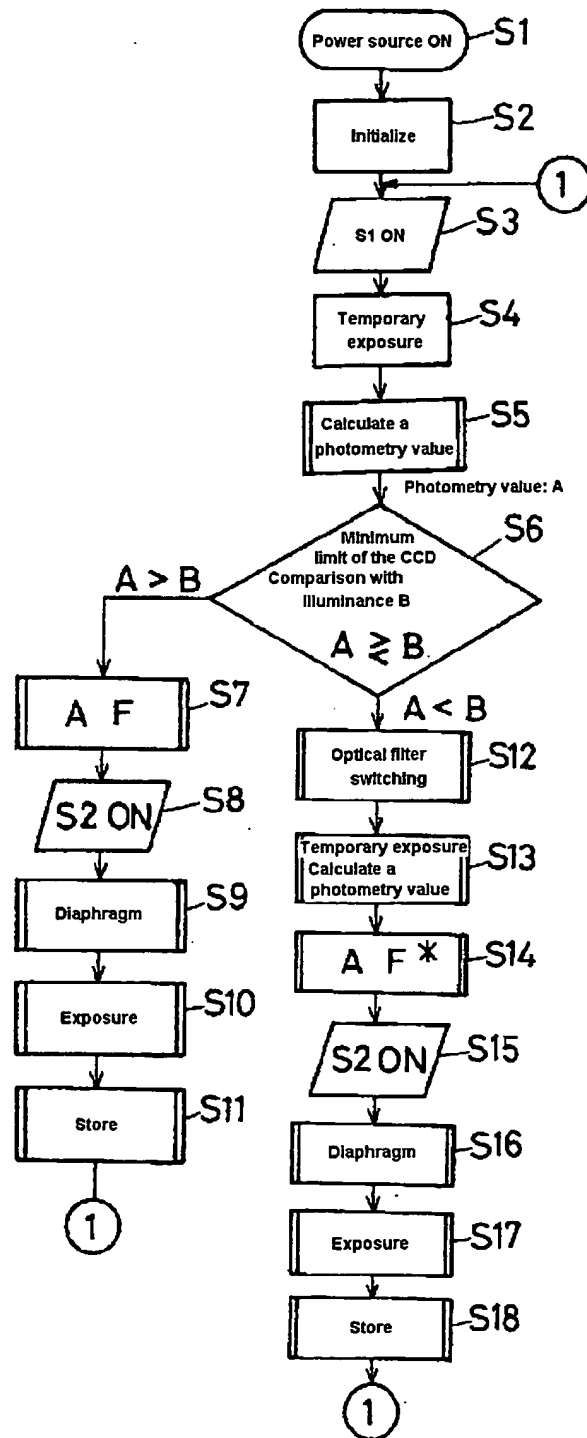 Power source ON
S1
Initialize
S2
1
S1 ON
S3
Temporary
exposure
S4
Calculate a
photometry value
S5
Photometry value: A
Minimum
limit of the CCD
Comparison with
Illuminance B
A ≷ B
S6
A > B
A < B
A F
S7
S2 ON
S8
Diaphragm
S9
Exposure
S10
Store
S11
1
Optical filter
switching
S12
Temporary exposure
Calculate a
photometry value
S13
A F *
S14
S2 ON
S15
Diaphragm
S16
Exposure
S17
Store
S18
1